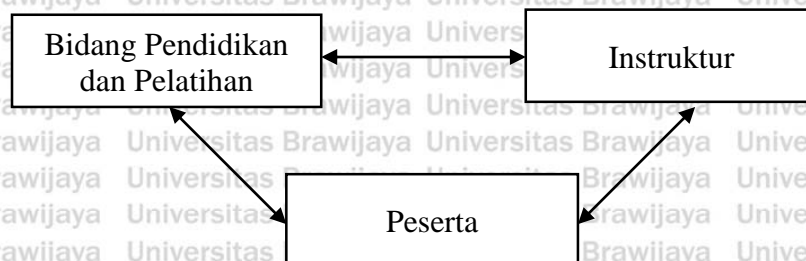 Bidang Pendidikan
dan Pelatihan
Instruktur
Peserta